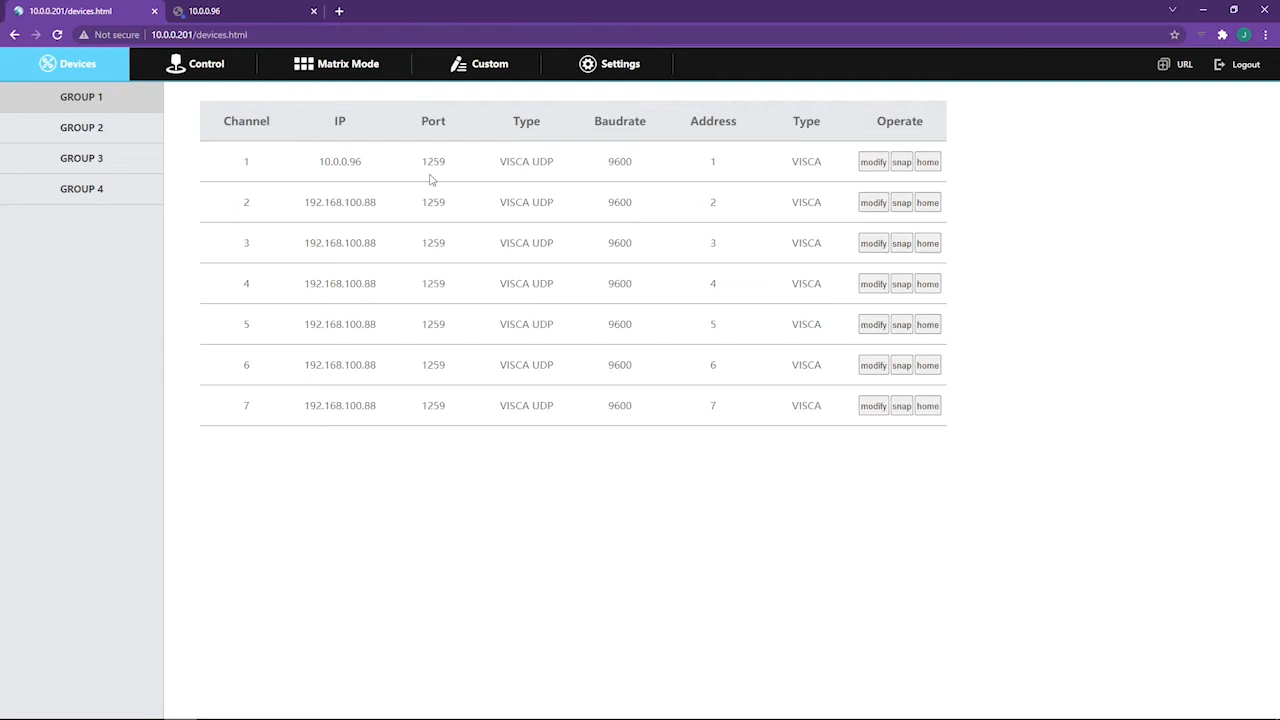 10.0.0.201/devices.html
10.0.0.96
Not secure 10.0.0.201/devices.html
J
Devices Control Matrix Mode Custom Settings URL Logout
GROUP 1
GROUP 2
GROUP 3
GROUP 4
Channel IP Port Type Baudrate Address Type Operate
1 10.0.0.96 1259 VISCA UDP 9600 1 VISCA modify snap home
2 192.168.100.88 1259 VISCA UDP 9600 2 VISCA modify snap home
3 192.168.100.88 1259 VISCA UDP 9600 3 VISCA modify snap home
4 192.168.100.88 1259 VISCA UDP 9600 4 VISCA modify snap home
5 192.168.100.88 1259 VISCA UDP 9600 5 VISCA modify snap home
6 192.168.100.88 1259 VISCA UDP 9600 6 VISCA modify snap home
7 192.168.100.88 1259 VISCA UDP 9600 7 VISCA modify snap home